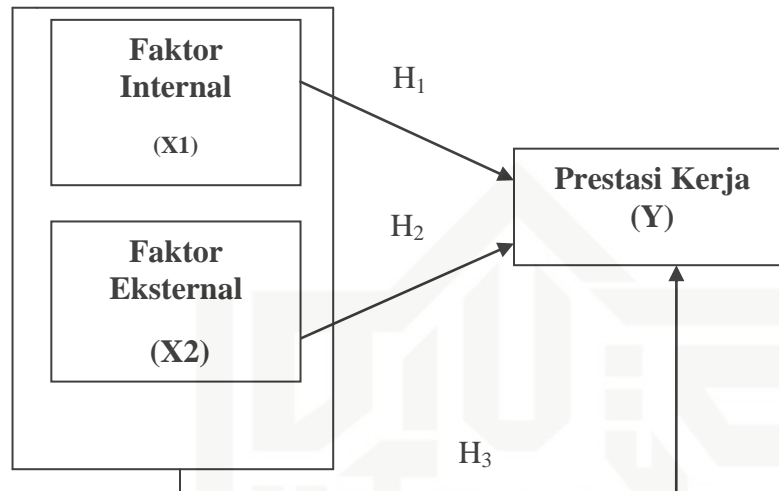 Faktor
Internal
(X1)
H1
Prestasi Kerja
(Y)
H2
Faktor
Eksternal
(X2)
H3